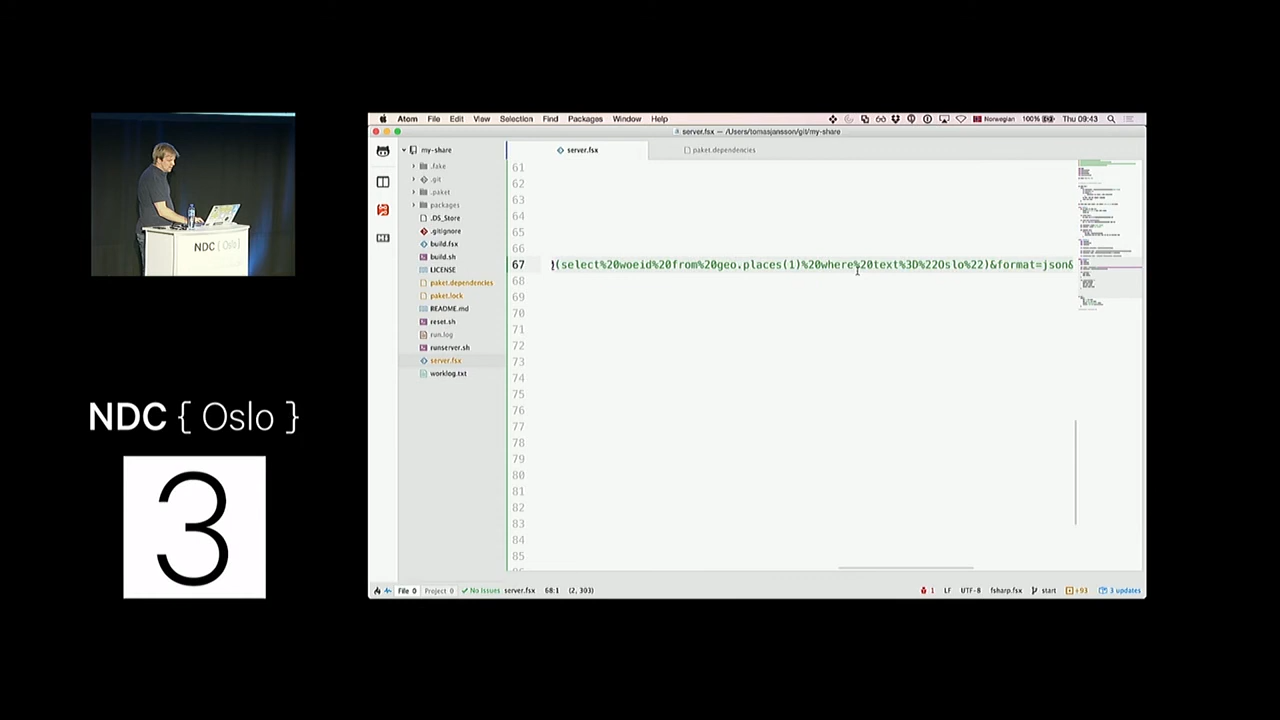 Atom File Edit View Selection Find Packages Window Help
Norwegian 100% Thu 09:43
server.fsx — /Users/tomasjansson/git/my-share
my-share
.fake
.git
.paket
packages
.DS_Store
.gitignore
build.fsx
build.sh
LICENSE
paket.dependencies
paket.lock
README.md
reset.sh
run.log
runserver.sh
server.fsx
worklog.txt
server.fsx
paket.dependencies
61
62
63
64
65
66
67 (select%20woeid%20from%20geo.places(1)%20where%20text%3D%22Oslo%22)&format=json&
68
69
70
71
72
73
74
75
76
77
78
79
80
81
82
83
84
85
File 0 Project 0 No Issues server.fsx 68:1 (2, 303)
1 LF UTF-8 fsharp.fsx start +93 3 updates
NDC { Oslo }
NDC { Oslo }
3